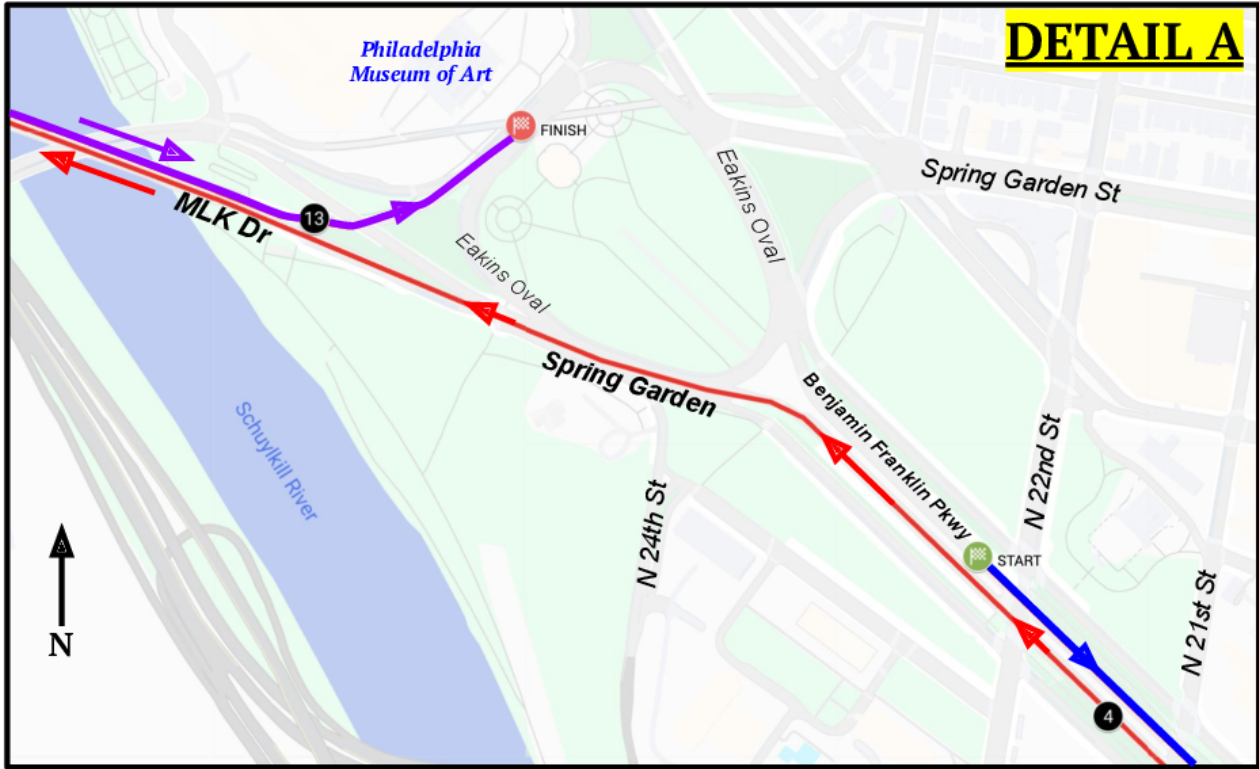 DETAIL A
Philadelphia
Museum of Art
FINISH
Spring Garden St
Eakins Oval
MLK Dr
13
Eakins Oval
Spring Garden
Benjamin Franklin Pkwy
Schuylkill River
N 24th St
N 22nd St
START
N 21st St
N
4